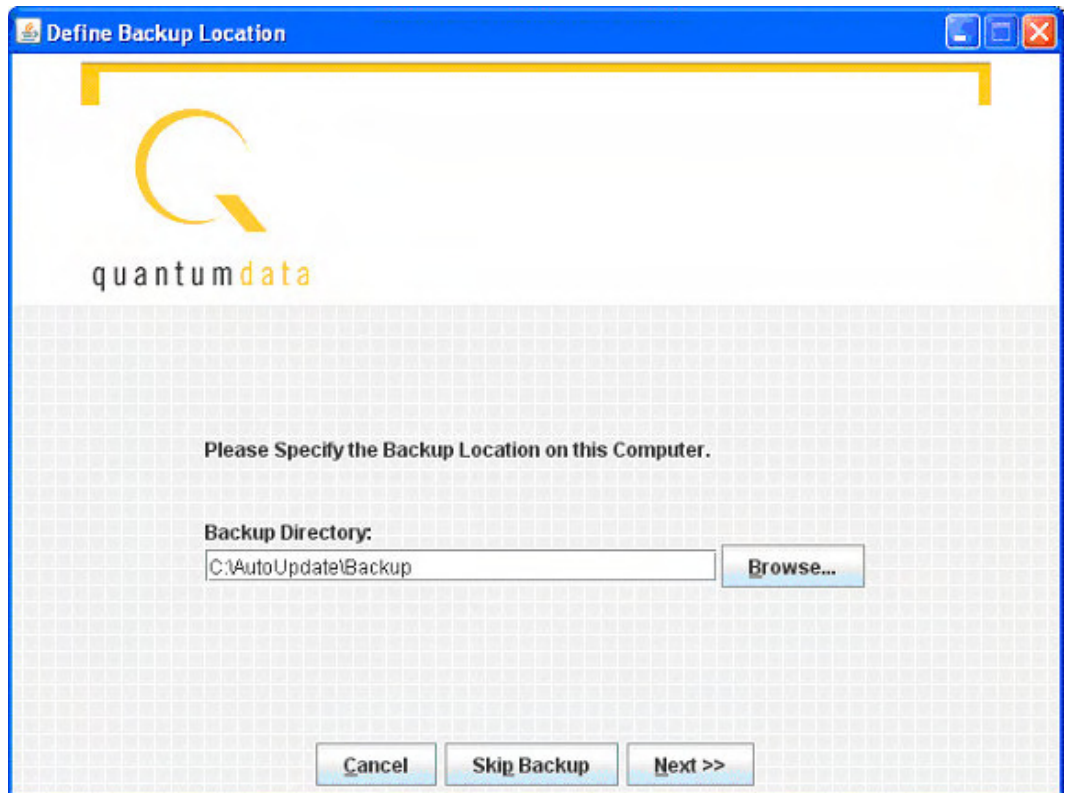 Define Backup Location
quantumdata
Please Specify the Backup Location on this Computer.
Backup Directory:
C:\AutoUpdate\Backup
Browse...
Cancel
Skip Backup
Next >>